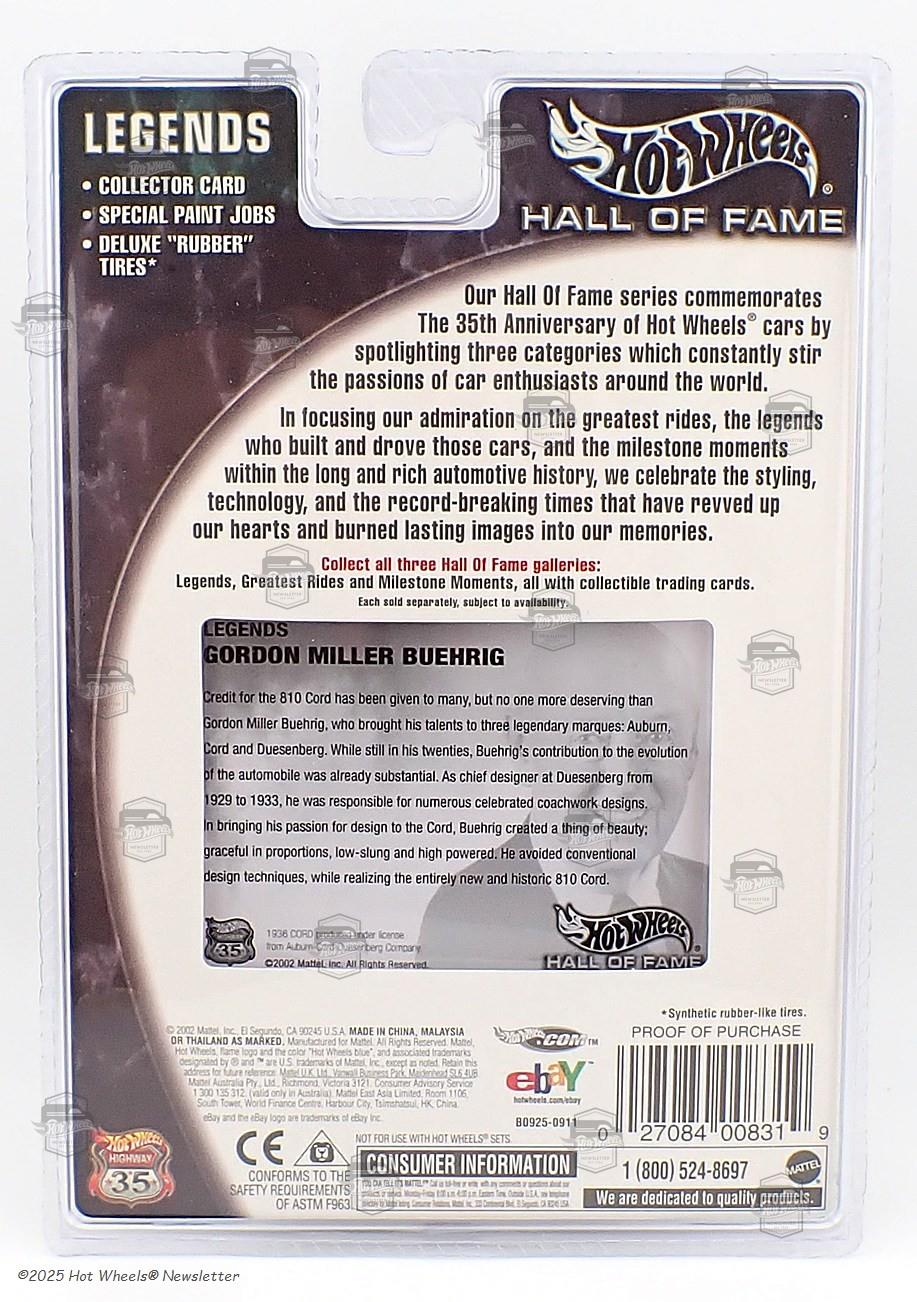 LEGENDS
• COLLECTOR CARD
• SPECIAL PAINT JOBS
• DELUXE "RUBBER"
TIRES*
HOT WHEELS®
HALL OF FAME
Our Hall Of Fame series commemorates
The 35th Anniversary of Hot Wheels® cars by
spotlighting three categories which constantly stir
the passions of car enthusiasts around the world.
In focusing our admiration on the greatest rides, the legends
who built and drove those cars, and the milestone moments
within the long and rich automotive history, we celebrate the styling,
technology, and the record-breaking times that have revved up
our hearts and burned lasting images into our memories.
Collect all three Hall Of Fame galleries:
Legends, Greatest Rides and Milestone Moments, all with collectible trading cards.
Each sold separately, subject to availability.
LEGENDS
GORDON MILLER BUEHRIG
Credit for the 810 Cord has been given to many, but no one more deserving than
Gordon Miller Buehrig, who brought his talents to three legendary marques: Auburn,
Cord and Duesenberg. While still in his twenties, Buehrig's contribution to the evolution
of the automobile was already substantial. As chief designer at Duesenberg from
1929 to 1933, he was responsible for numerous celebrated coachwork designs.
In bringing his passion for design to the Cord, Buehrig created a thing of beauty;
graceful in proportions, low-slung and high powered. He avoided conventional
design techniques, while realizing the entirely new and historic 810 Cord.
35
1936 CORD produced under license
from Auburn-Cord-Duesenberg Company
©2002 Mattel, Inc. All Rights Reserved.
HOT WHEELS®
HALL OF FAME
*Synthetic rubber-like tires.
PROOF OF PURCHASE
© 2002 Mattel, Inc., El Segundo, CA 90245 U.S.A. MADE IN CHINA, MALAYSIA
OR THAILAND AS MARKED. Manufactured for Mattel. All Rights Reserved. Mattel,
Hot Wheels, flame logo and the color "Hot Wheels blue", and associated trademarks
designated by ® and ™ are U.S. trademarks of Mattel, Inc., except as noted. Retain this
address for future reference: Mattel U.K. Ltd., Vanwall Business Park, Maidenhead SL6 4UB.
Mattel Australia Pty., Ltd., Richmond, Victoria 3121. Consumer Advisory Service
1 300 135 312. (valid only in Australia). Mattel East Asia Limited, Room 1106,
South Tower, World Finance Centre, Harbour City, Tsimshatsui, HK, China.
eBay and the eBay logo are trademarks of eBay Inc.
HOT WHEELS .COM™
ebay™
hotwheels.com/ebay
B0925-0911
0 27084 00831 9
HOT WHEELS
HIGHWAY
35
CE
CONFORMS TO THE
SAFETY REQUIREMENTS
OF ASTM F963.
NOT FOR USE WITH HOT WHEELS® SETS.
CONSUMER INFORMATION
YOU CAN TELL IT'S MATTEL™
1 (800) 524-8697
MATTEL
We are dedicated to quality products.
©2025 Hot Wheels® Newsletter